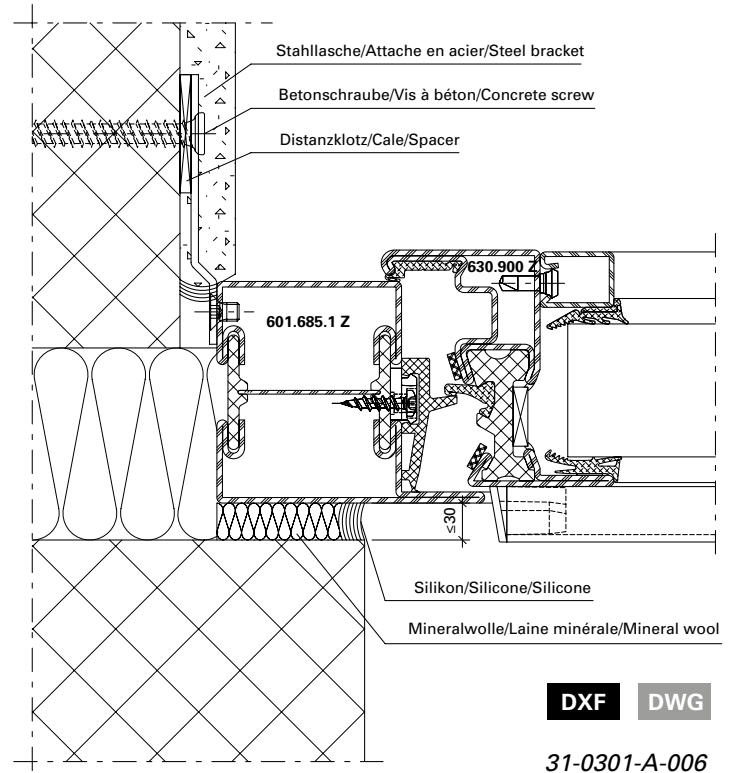 Stahllasche/Attache en acier/Steel bracket
Betonschraube/Vis à béton/Concrete screw
Distanzklotz/Cale/Spacer
630.900 Z
601.685.1 Z
≤30
Silikon/Silicone/Silicone
Mineralwolle/Laine minérale/Mineral wool
DXF DWG
31-0301-A-006